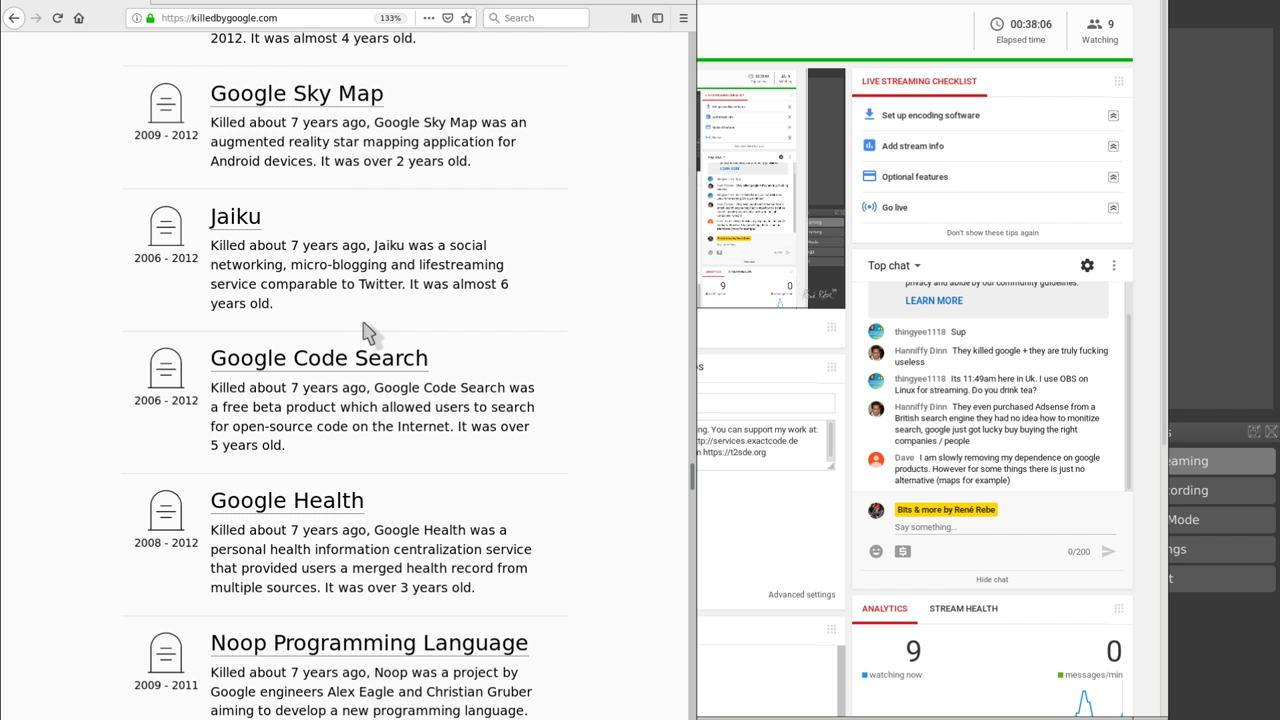 https://killedbygoogle.com
133%
Search
2012. It was almost 4 years old.
Google Sky Map
2009 - 2012
Killed about 7 years ago, Google Sky Map was an
augmented reality star mapping application for
Android devices. It was over 2 years old.
Jaiku
2006 - 2012
Killed about 7 years ago, Jaiku was a social
networking, micro-blogging and lifestreaming
service comparable to Twitter. It was almost 6
years old.
Google Code Search
2006 - 2012
Killed about 7 years ago, Google Code Search was
a free beta product which allowed users to search
for open-source code on the Internet. It was over
5 years old.
Google Health
2008 - 2012
Killed about 7 years ago, Google Health was a
personal health information centralization service
that provided users a merged health record from
multiple sources. It was over 3 years old.
Noop Programming Language
2009 - 2011
Killed about 7 years ago, Noop was a project by
Google engineers Alex Eagle and Christian Gruber
aiming to develop a new programming language.
00:38:06
Elapsed time
9
Watching
LIVE STREAMING CHECKLIST
Set up encoding software
Add stream info
Optional features
Go live
Don't show these tips again
Top chat
privacy and abide by our community guidelines.
LEARN MORE
thingyee1118 Sup
Hanniffy Dinn They killed google + they are truly fucking
useless
thingyee1118 Its 11:49am here in Uk. I use OBS on
Linux for streaming. Do you drink tea?
Hanniffy Dinn They even purchased Adsense from a
British search engine they had no idea how to monitize
search, google just got lucky buy buying the right
companies / people
Dave I am slowly removing my dependence on google
products. However for some things there is just no
alternative (maps for example)
Bits & more by René Rebe
Say something...
0/200
Hide chat
ANALYTICS
STREAM HEALTH
9
watching now
0
messages/min
9
0
René Rebe
os
ng. You can support my work at:
ttp://services.exactcode.de
n https://t2sde.org
Advanced settings
s
eaming
cording
Mode
ngs
t